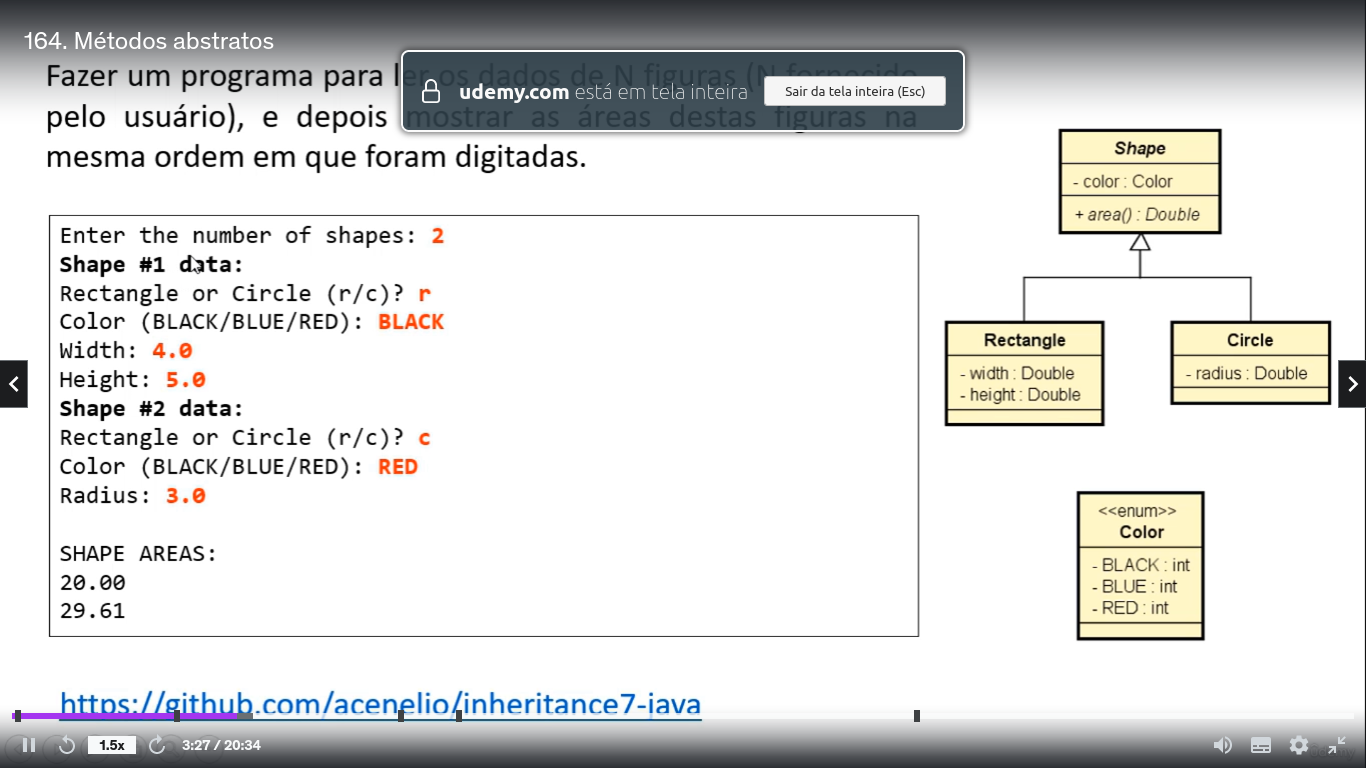 164. Métodos abstratos
Fazer um programa para ler os dados de N figuras (N fornecido
udemy.com está em tela inteira
Sair da tela inteira (Esc)
pelo usuário), e depois mostrar as áreas destas figuras na
mesma ordem em que foram digitadas.
Enter the number of shapes: 2
Shape #1 data:
Rectangle or Circle (r/c)? r
Color (BLACK/BLUE/RED): BLACK
Width: 4.0
Height: 5.0
Shape #2 data:
Rectangle or Circle (r/c)? c
Color (BLACK/BLUE/RED): RED
Radius: 3.0
SHAPE AREAS:
20.00
29.61
Shape
- color : Color
+ area() : Double
Rectangle
- width : Double
- height : Double
Circle
- radius : Double
<<enum>>
Color
- BLACK : int
- BLUE : int
- RED : int
https://github.com/acenelio/inheritance7-java
1.5x
3:27 / 20:34